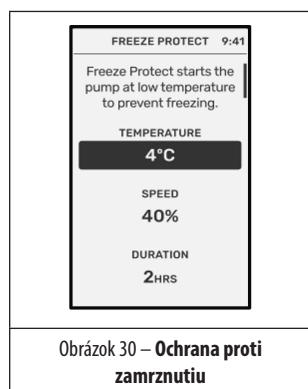 FREEZE PROTECT 9:41
Freeze Protect starts the
pump at low temperature
to prevent freezing.
TEMPERATURE
4°C
SPEED
40%
DURATION
2HRS
Obrázok 30 – Ochrana proti
zamrznutiu